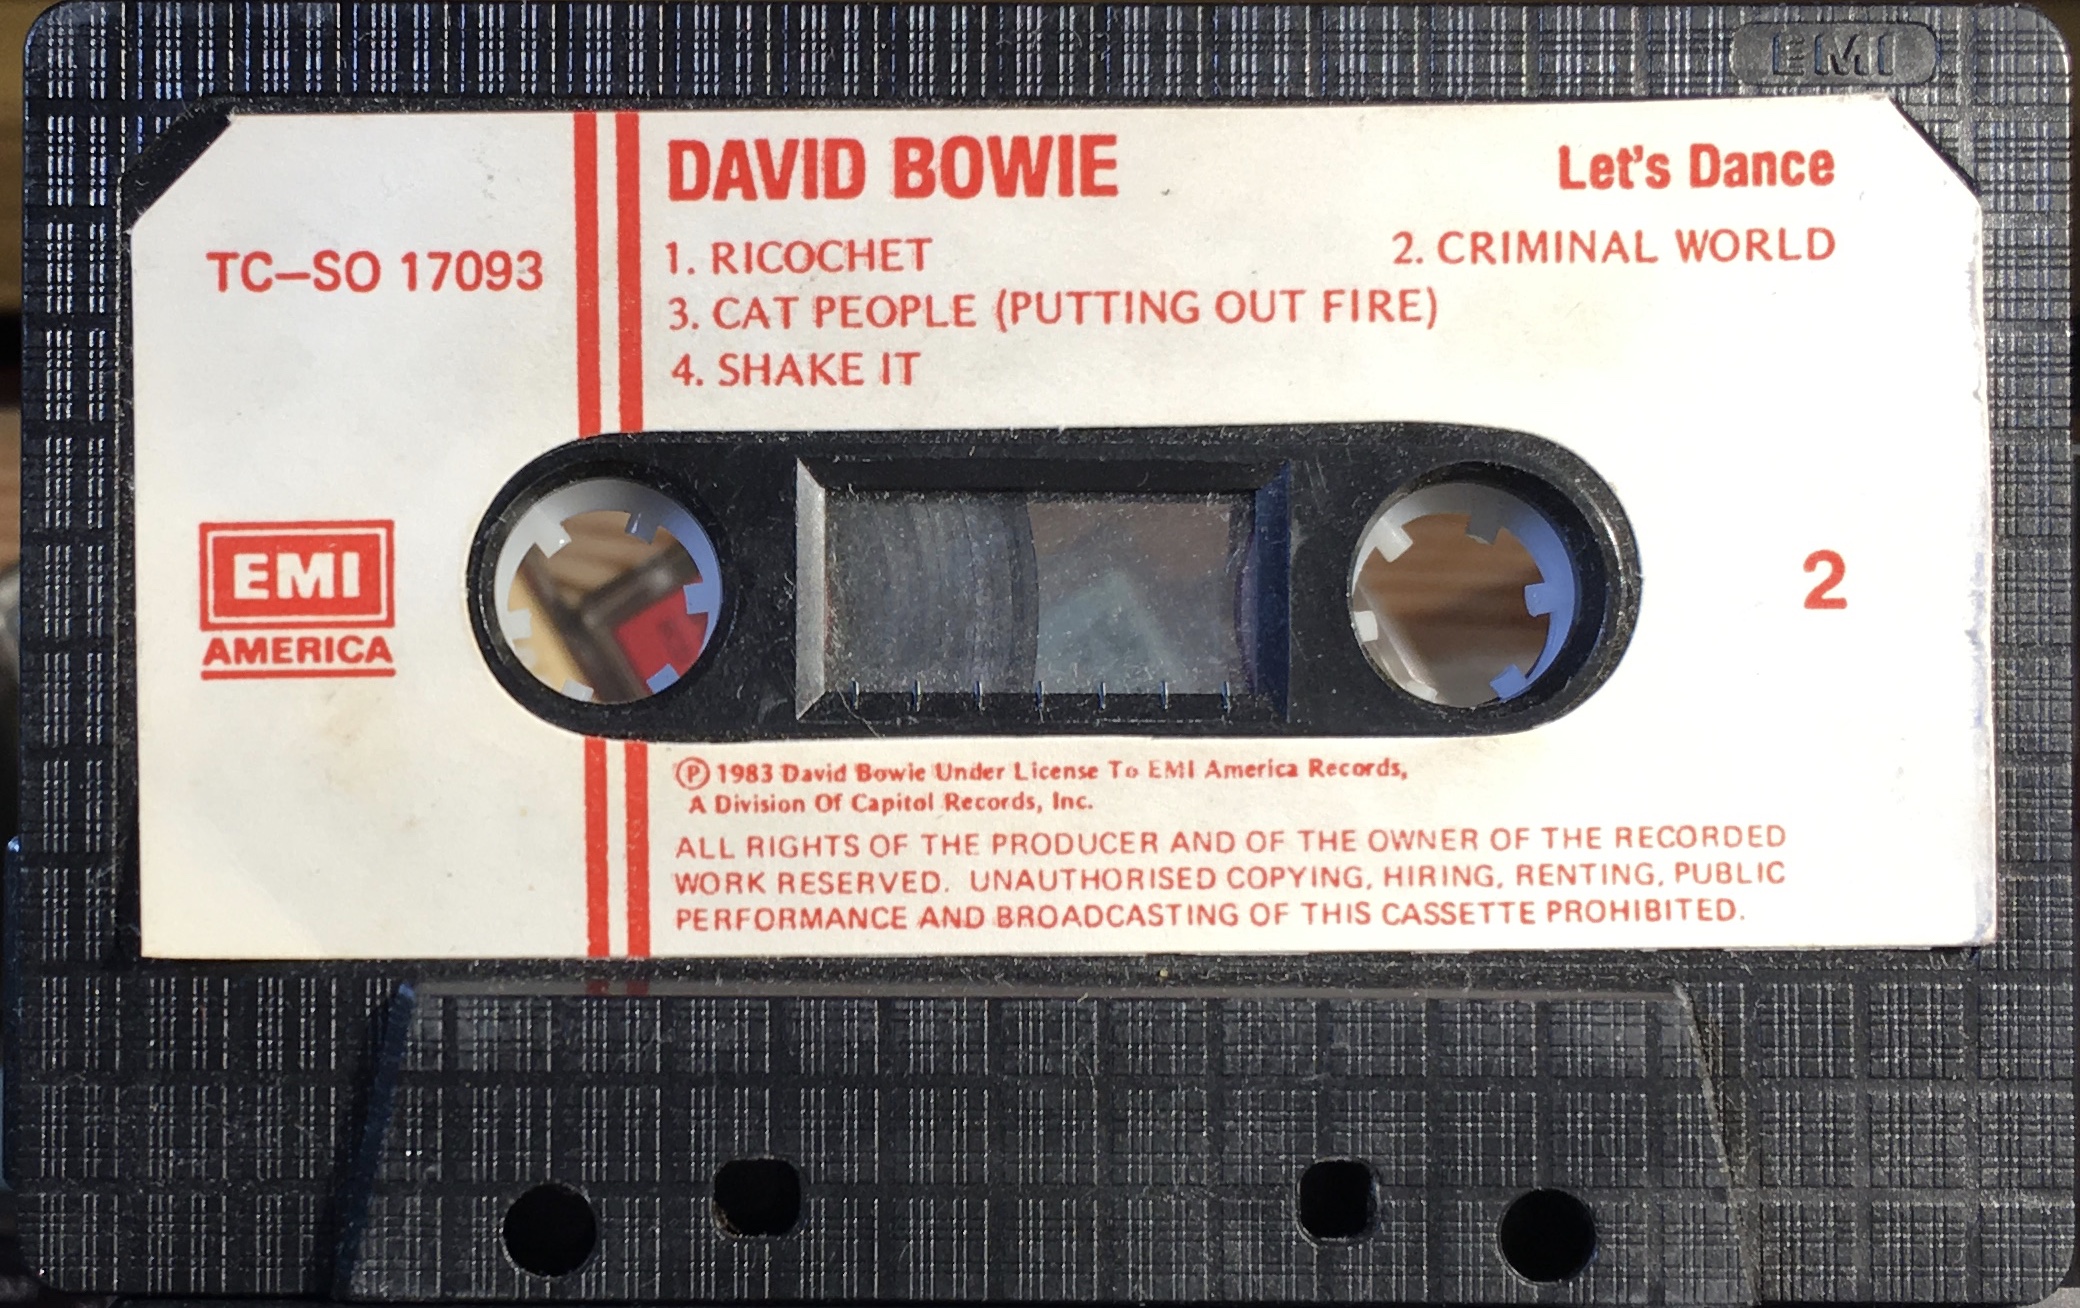 EMI
DAVID BOWIE Let's Dance
TC–SO 17093
1. RICOCHET 2. CRIMINAL WORLD
3. CAT PEOPLE (PUTTING OUT FIRE)
4. SHAKE IT
EMI
AMERICA
2
Ⓟ 1983 David Bowie Under License To EMI America Records,
A Division Of Capitol Records, Inc.
ALL RIGHTS OF THE PRODUCER AND OF THE OWNER OF THE RECORDED
WORK RESERVED. UNAUTHORISED COPYING, HIRING, RENTING, PUBLIC
PERFORMANCE AND BROADCASTING OF THIS CASSETTE PROHIBITED.